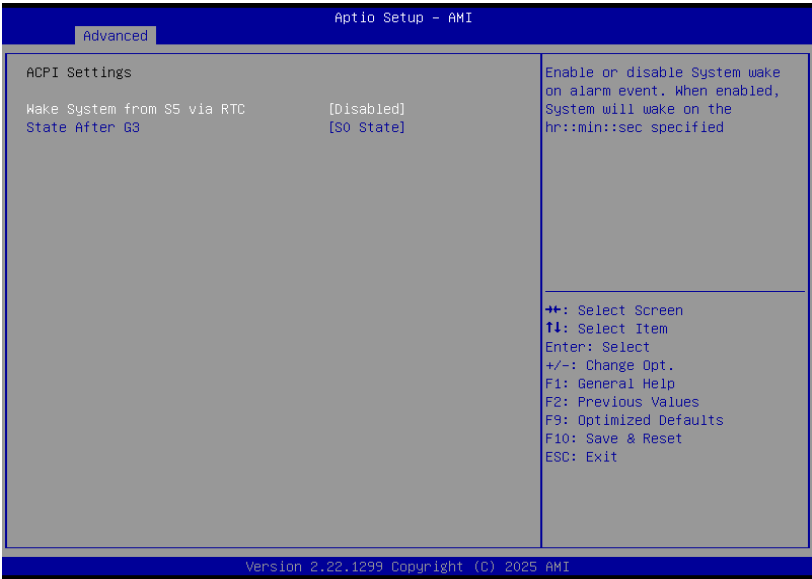 Aptio Setup – AMI
Advanced
ACPI Settings
Wake System from S5 via RTC [Disabled]
State After G3 [S0 State]
Enable or disable System wake
on alarm event. When enabled,
System will wake on the
hr::min::sec specified
→←: Select Screen
↑↓: Select Item
Enter: Select
+/-: Change Opt.
F1: General Help
F2: Previous Values
F9: Optimized Defaults
F10: Save & Reset
ESC: Exit
Version 2.22.1299 Copyright (C) 2025 AMI